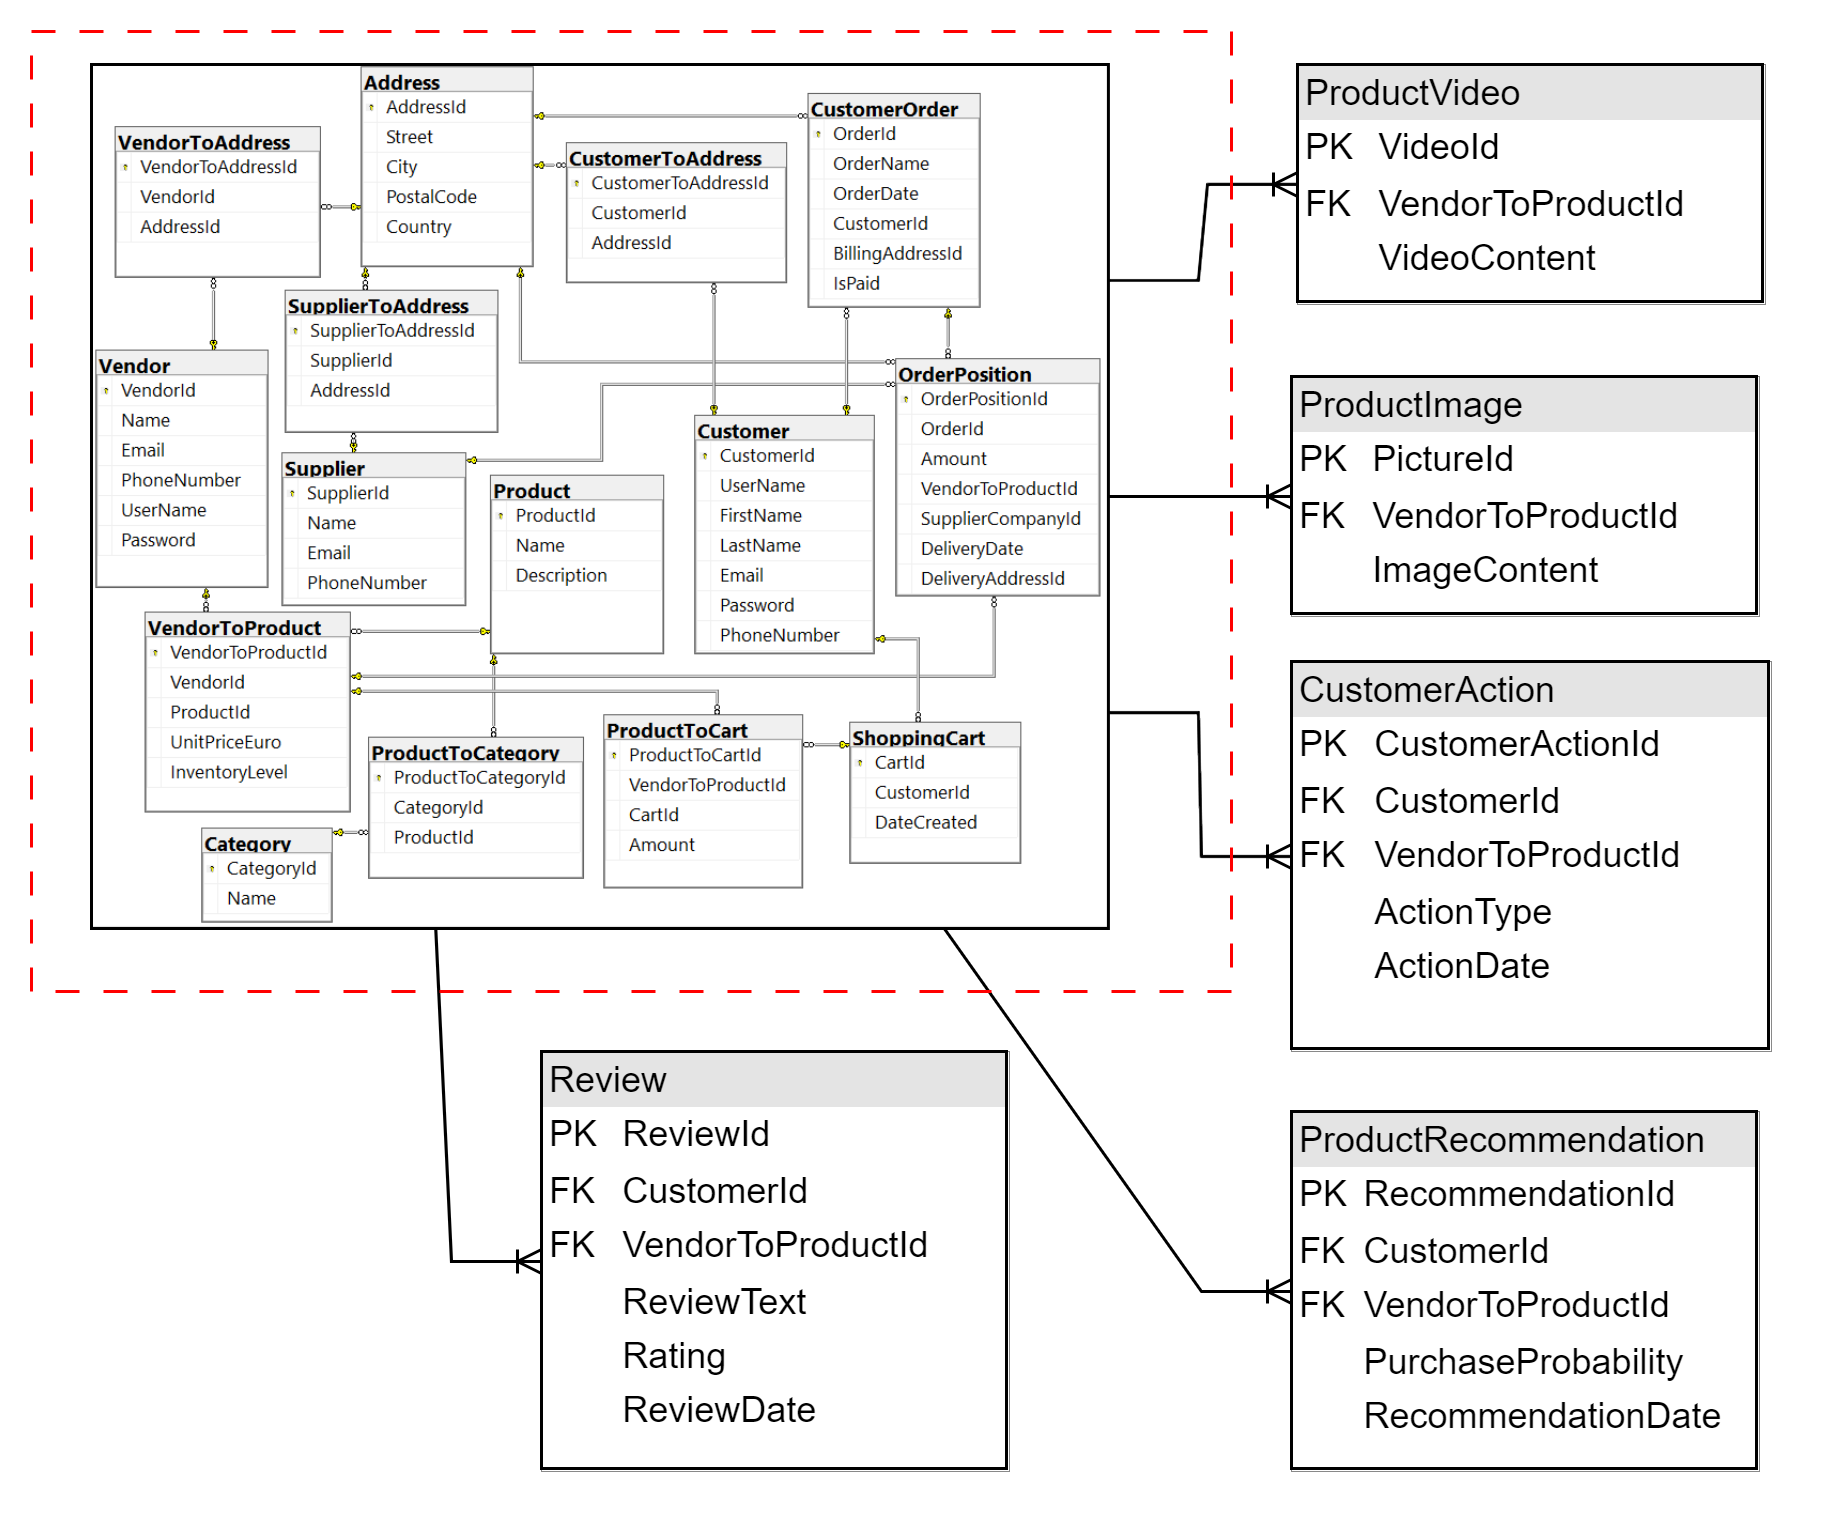 Address
AddressId
Street
City
PostalCode
Country
VendorToAddress
VendorToAddressId
VendorId
AddressId
CustomerToAddress
CustomerToAddressId
CustomerId
AddressId
CustomerOrder
OrderId
OrderName
OrderDate
CustomerId
BillingAddressId
IsPaid
SupplierToAddress
SupplierToAddressId
SupplierId
AddressId
Vendor
VendorId
Name
Email
PhoneNumber
UserName
Password
Supplier
SupplierId
Name
Email
PhoneNumber
Product
ProductId
Name
Description
Customer
CustomerId
UserName
FirstName
LastName
Email
Password
PhoneNumber
OrderPosition
OrderPositionId
OrderId
Amount
VendorToProductId
SupplierCompanyId
DeliveryDate
DeliveryAddressId
VendorToProduct
VendorToProductId
VendorId
ProductId
UnitPriceEuro
InventoryLevel
ProductToCategory
ProductToCategoryId
CategoryId
ProductId
ProductToCart
ProductToCartId
VendorToProductId
CartId
Amount
ShoppingCart
CartId
CustomerId
DateCreated
Category
CategoryId
Name
ProductVideo
PK VideoId
FK VendorToProductId
VideoContent
ProductImage
PK PictureId
FK VendorToProductId
ImageContent
CustomerAction
PK CustomerActionId
FK CustomerId
FK VendorToProductId
ActionType
ActionDate
Review
PK ReviewId
FK CustomerId
FK VendorToProductId
ReviewText
Rating
ReviewDate
ProductRecommendation
PK RecommendationId
FK CustomerId
FK VendorToProductId
PurchaseProbability
RecommendationDate